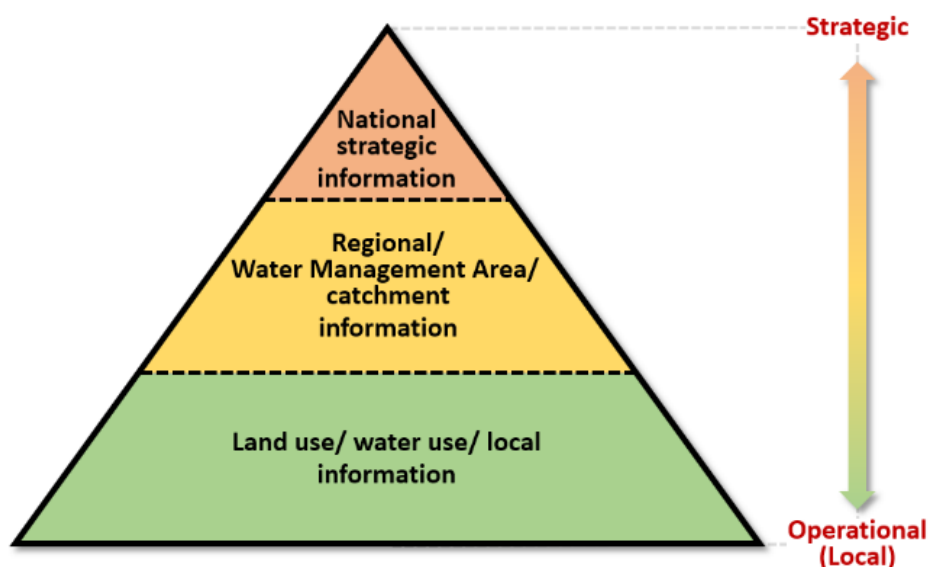 Strategic
National
strategic
information
Regional/
Water Management Area/
catchment
information
Land use/ water use/ local
information
Operational
(Local)